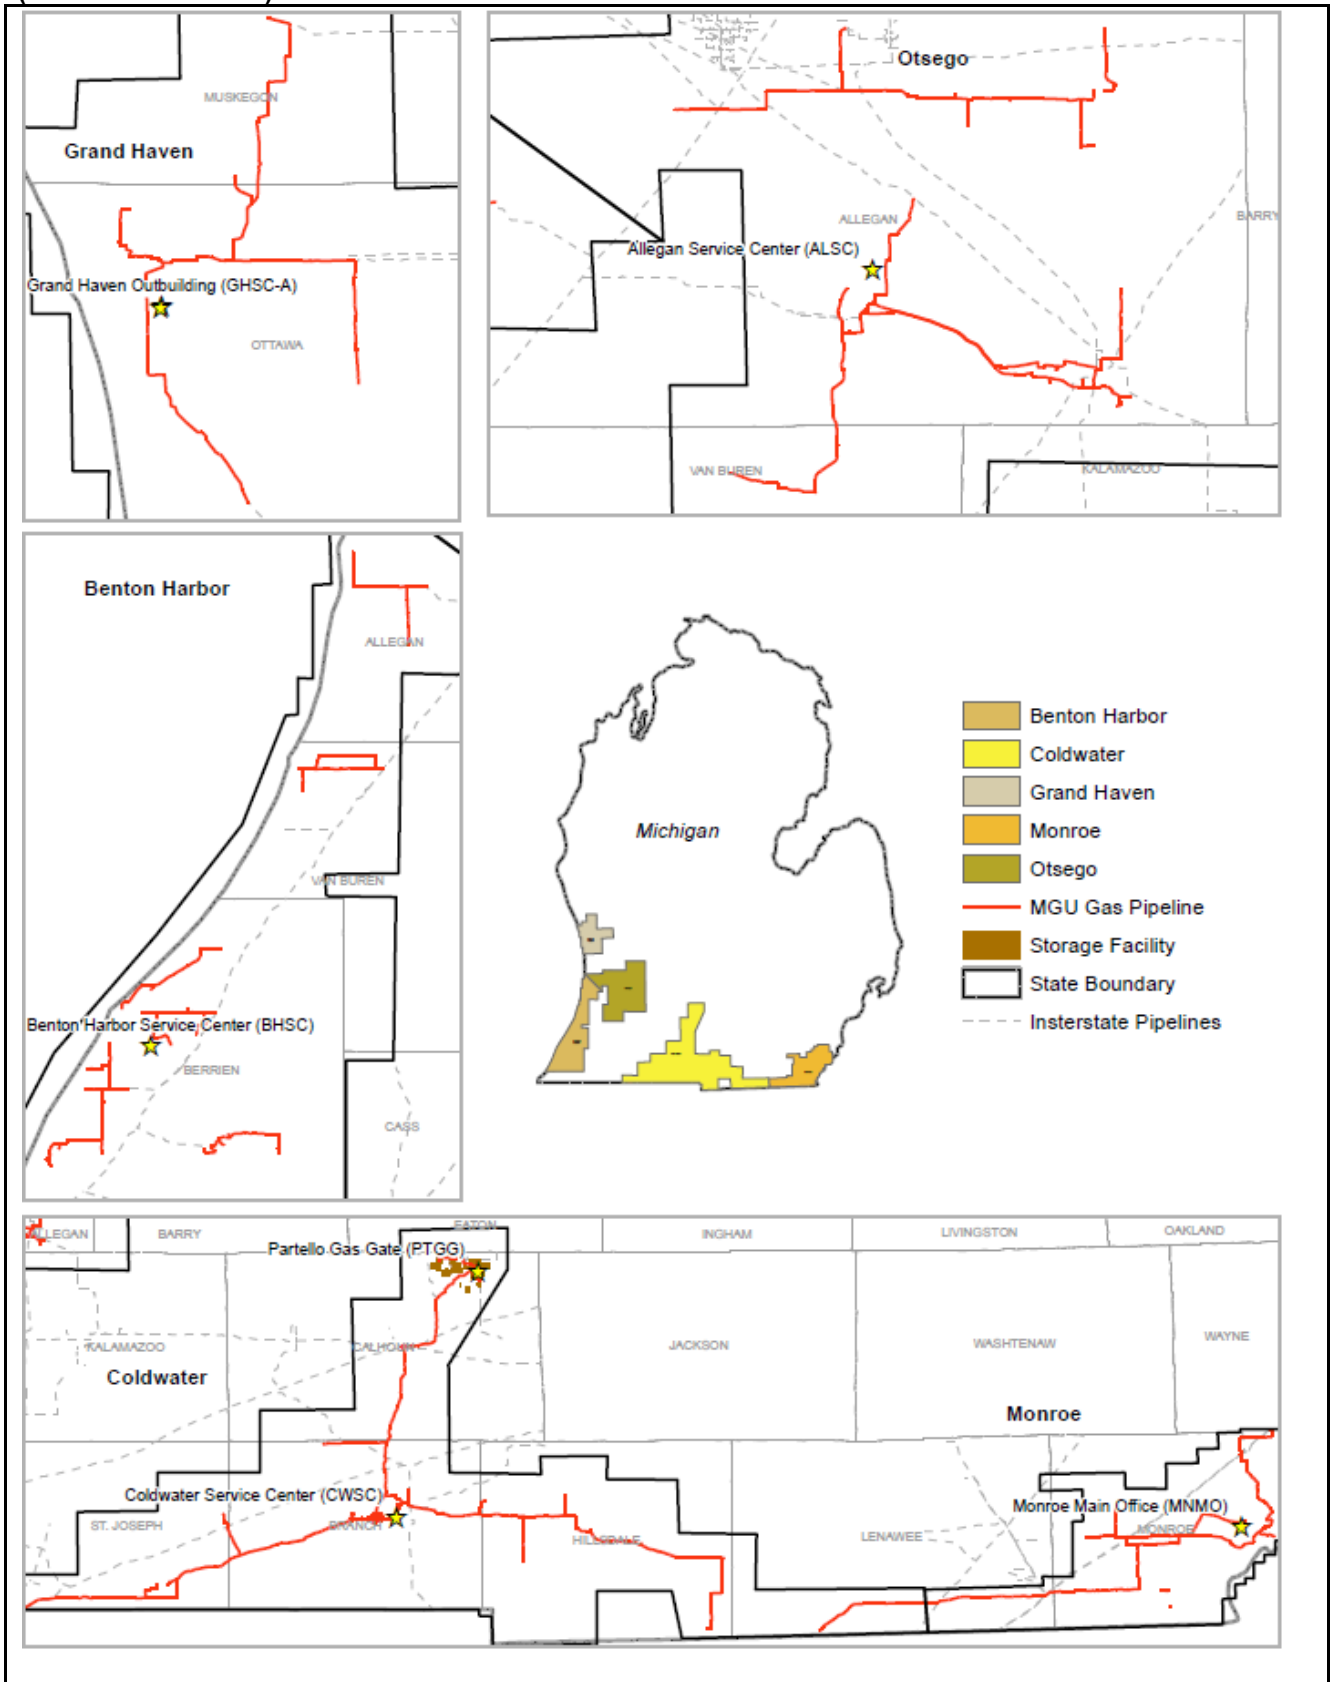 MUSKEGON
Grand Haven
Grand Haven Outbuilding (GHSC-A)
OTTAWA
Otsego
ALLEGAN
BARRY
Allegan Service Center (ALSC)
VAN BUREN
KALAMAZOO
Benton Harbor
ALLEGAN
VAN BUREN
Benton Harbor Service Center (BHSC)
BERRIEN
CASS
Michigan
Benton Harbor
Coldwater
Grand Haven
Monroe
Otsego
MGU Gas Pipeline
Storage Facility
State Boundary
Insterstate Pipelines
ALLEGAN
BARRY
EATON
INGHAM
LIVINGSTON
OAKLAND
Partello Gas Gate (PTGG)
KALAMAZOO
CALHOUN
JACKSON
WASHTENAW
WAYNE
Coldwater
Monroe
Coldwater Service Center (CWSC)
Monroe Main Office (MNMO)
ST. JOSEPH
BRANCH
HILLSDALE
LENAWEE
MONROE